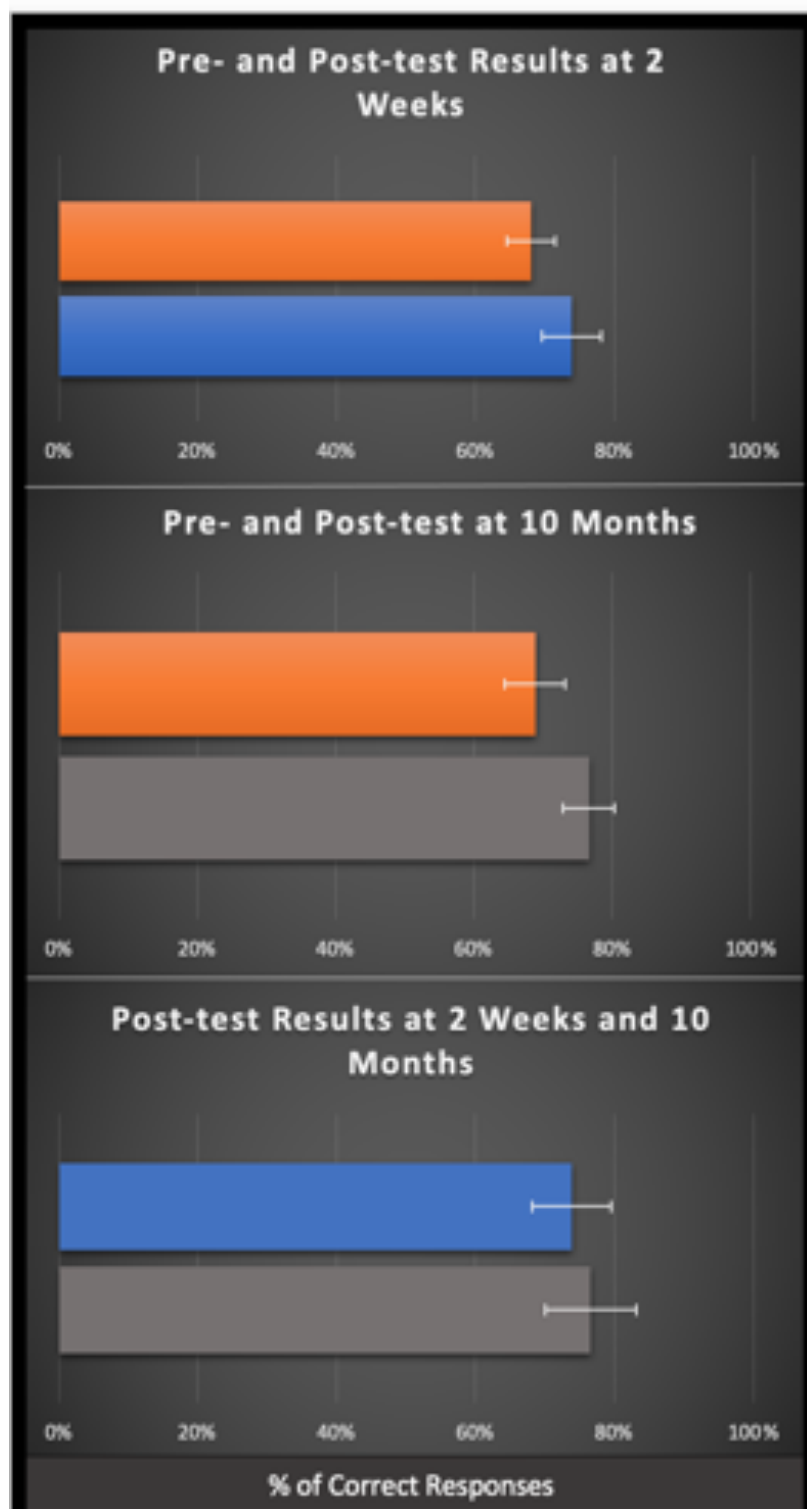 Pre- and Post-test Results at 2
Weeks
0% 20% 40% 60% 80% 100%
Pre- and Post-test at 10 Months
0% 20% 40% 60% 80% 100%
Post-test Results at 2 Weeks and 10
Months
0% 20% 40% 60% 80% 100%
% of Correct Responses